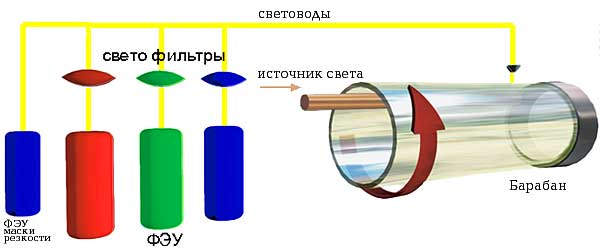 световоды
свето фильтры
источник света
Барабан
ФЭУ
маски
резкости
ФЭУ